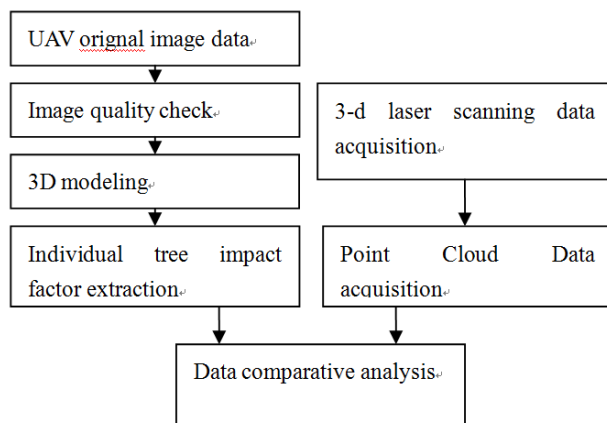 UAV orignal image data
Image quality check
3D modeling
Individual tree impact
factor extraction
3-d laser scanning data
acquisition
Point Cloud Data
acquisition
Data comparative analysis